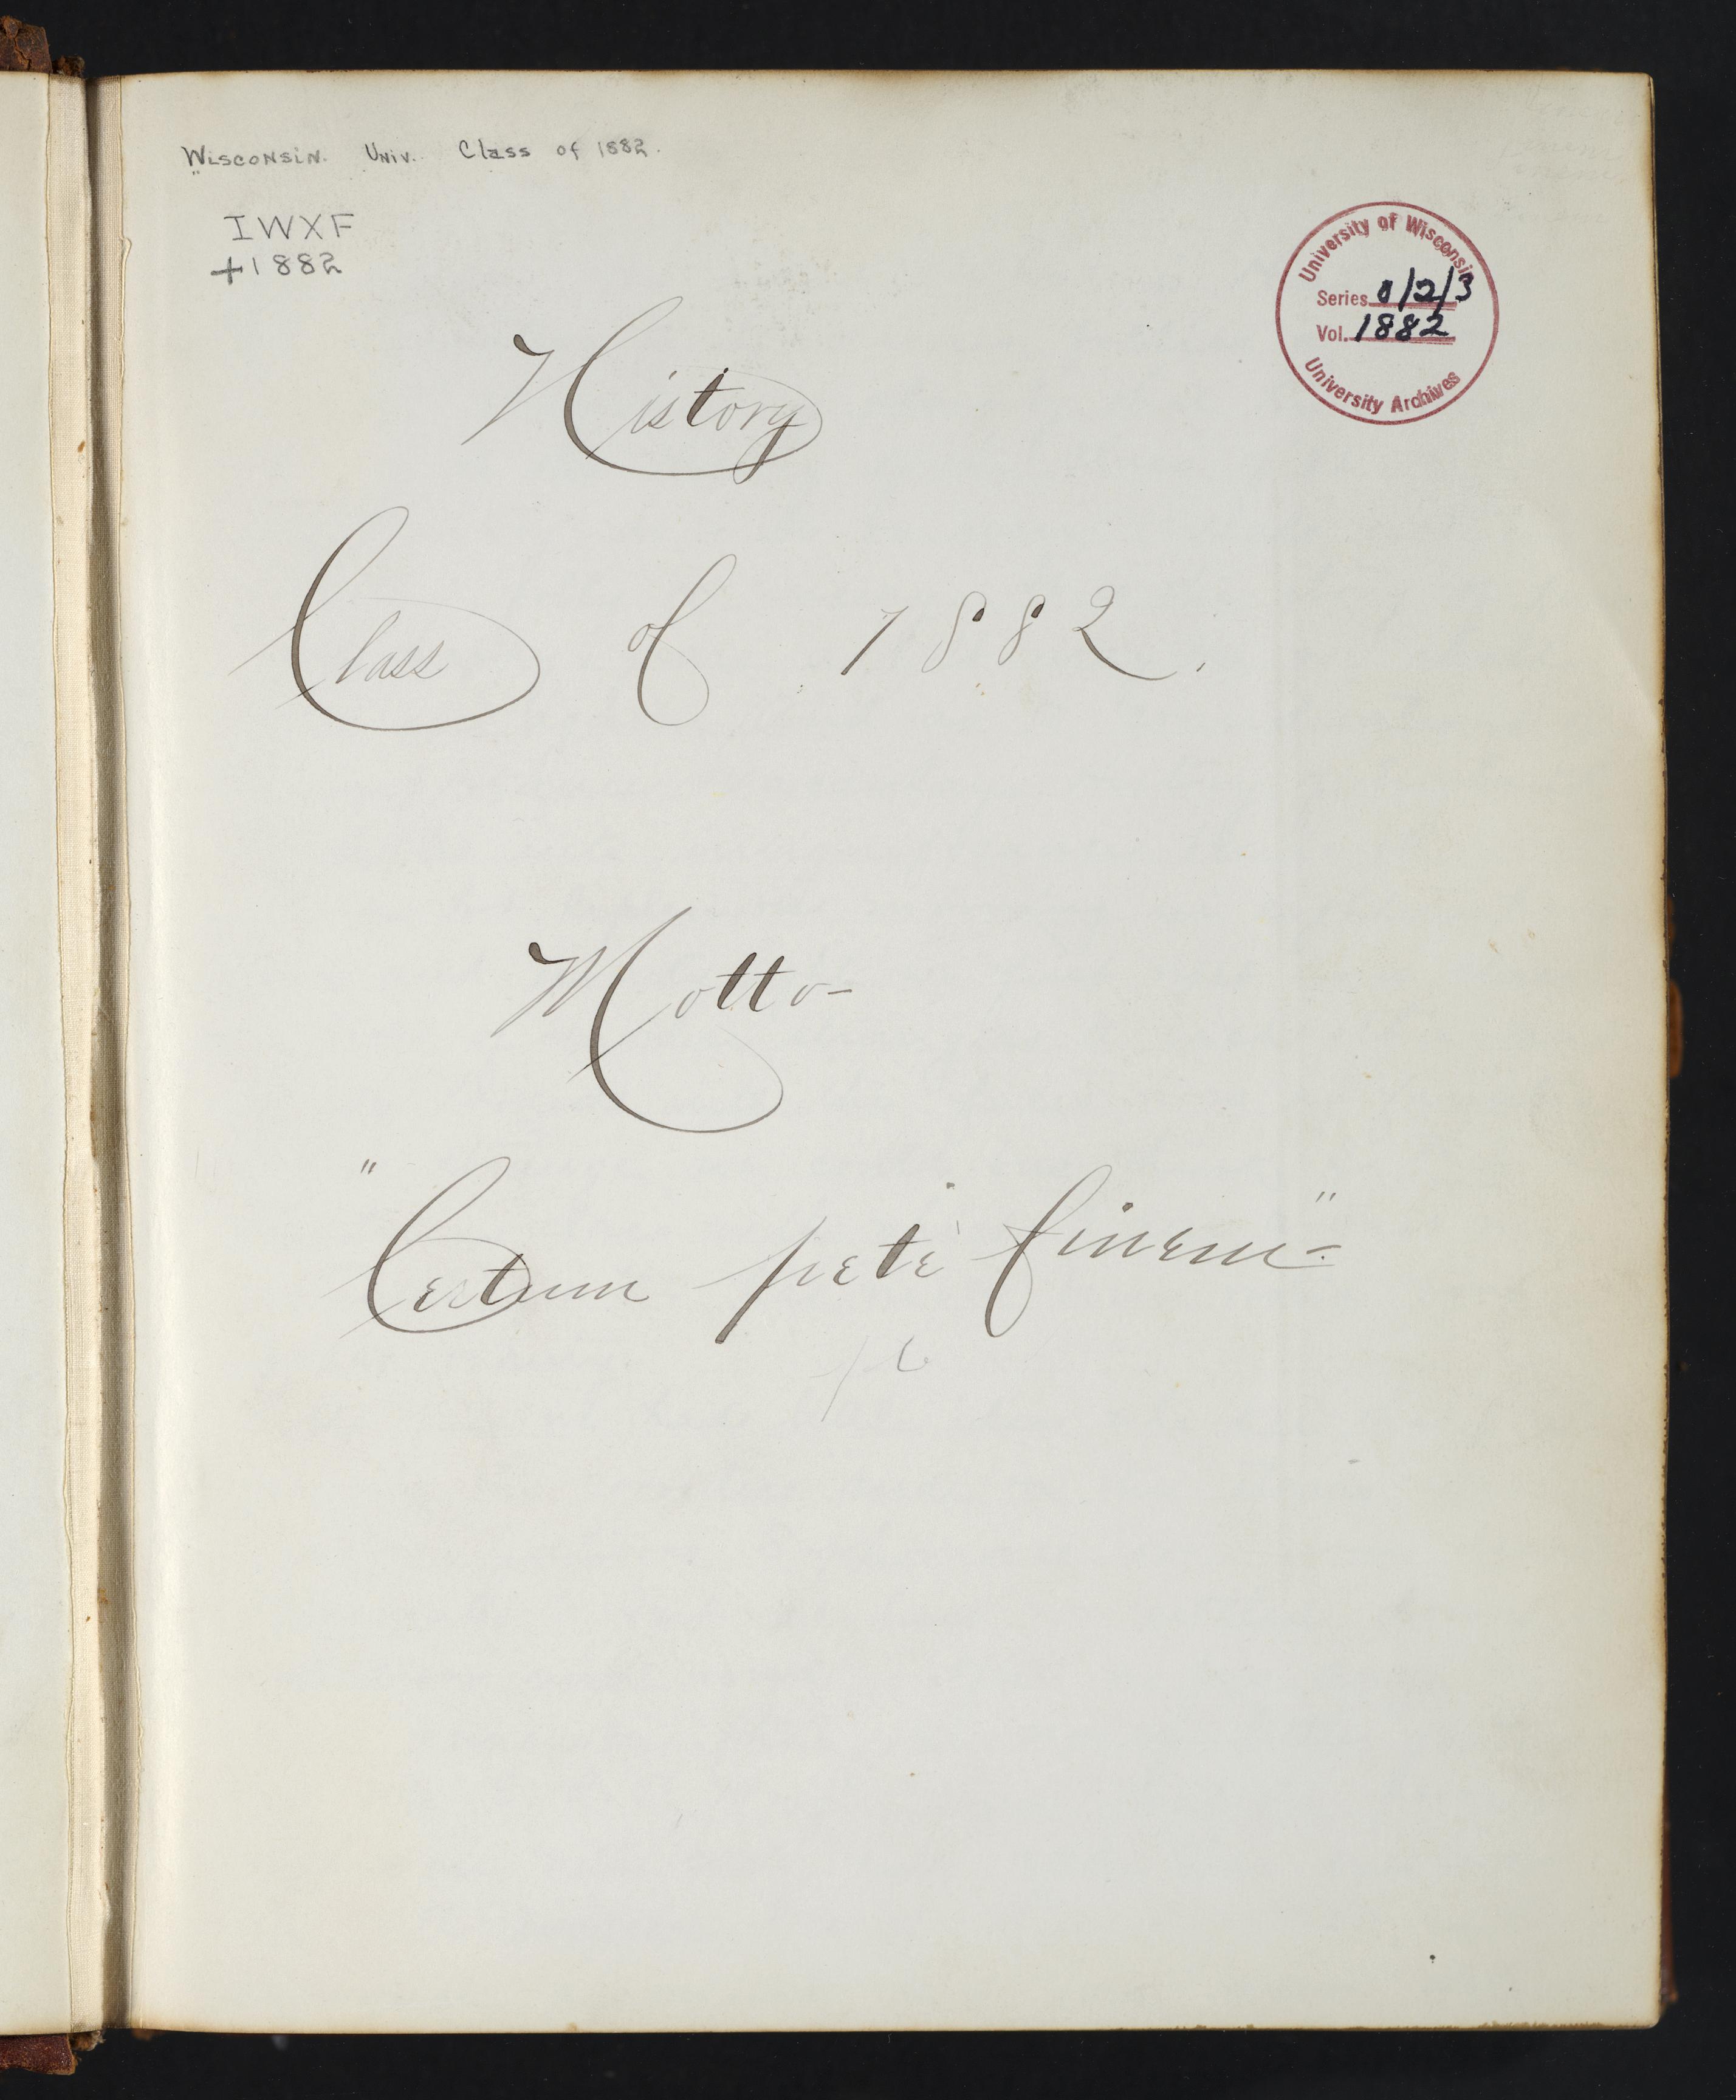 Wisconsin. Univ. Class of 1882.
IWXF
+1882
University of Wisconsin
Series 0/2/3
Vol. 1882
University Archives
History
Class of 1882.
Motto-
"Certum pete finem"-